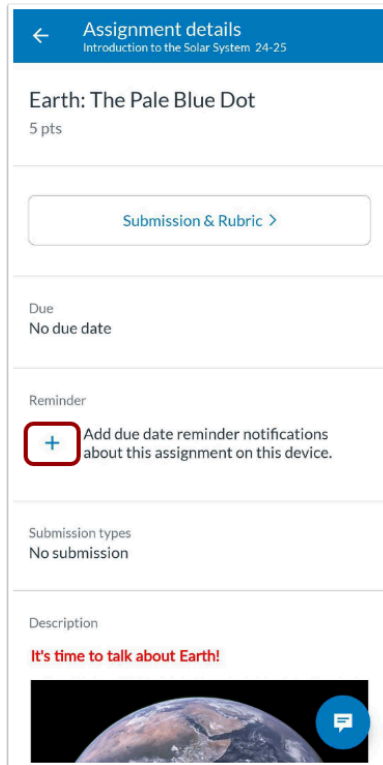 Assignment details
Introduction to the Solar System 24-25
Earth: The Pale Blue Dot
5 pts
Submission & Rubric >
Due
No due date
Reminder
+
Add due date reminder notifications
about this assignment on this device.
Submission types
No submission
Description
It's time to talk about Earth!